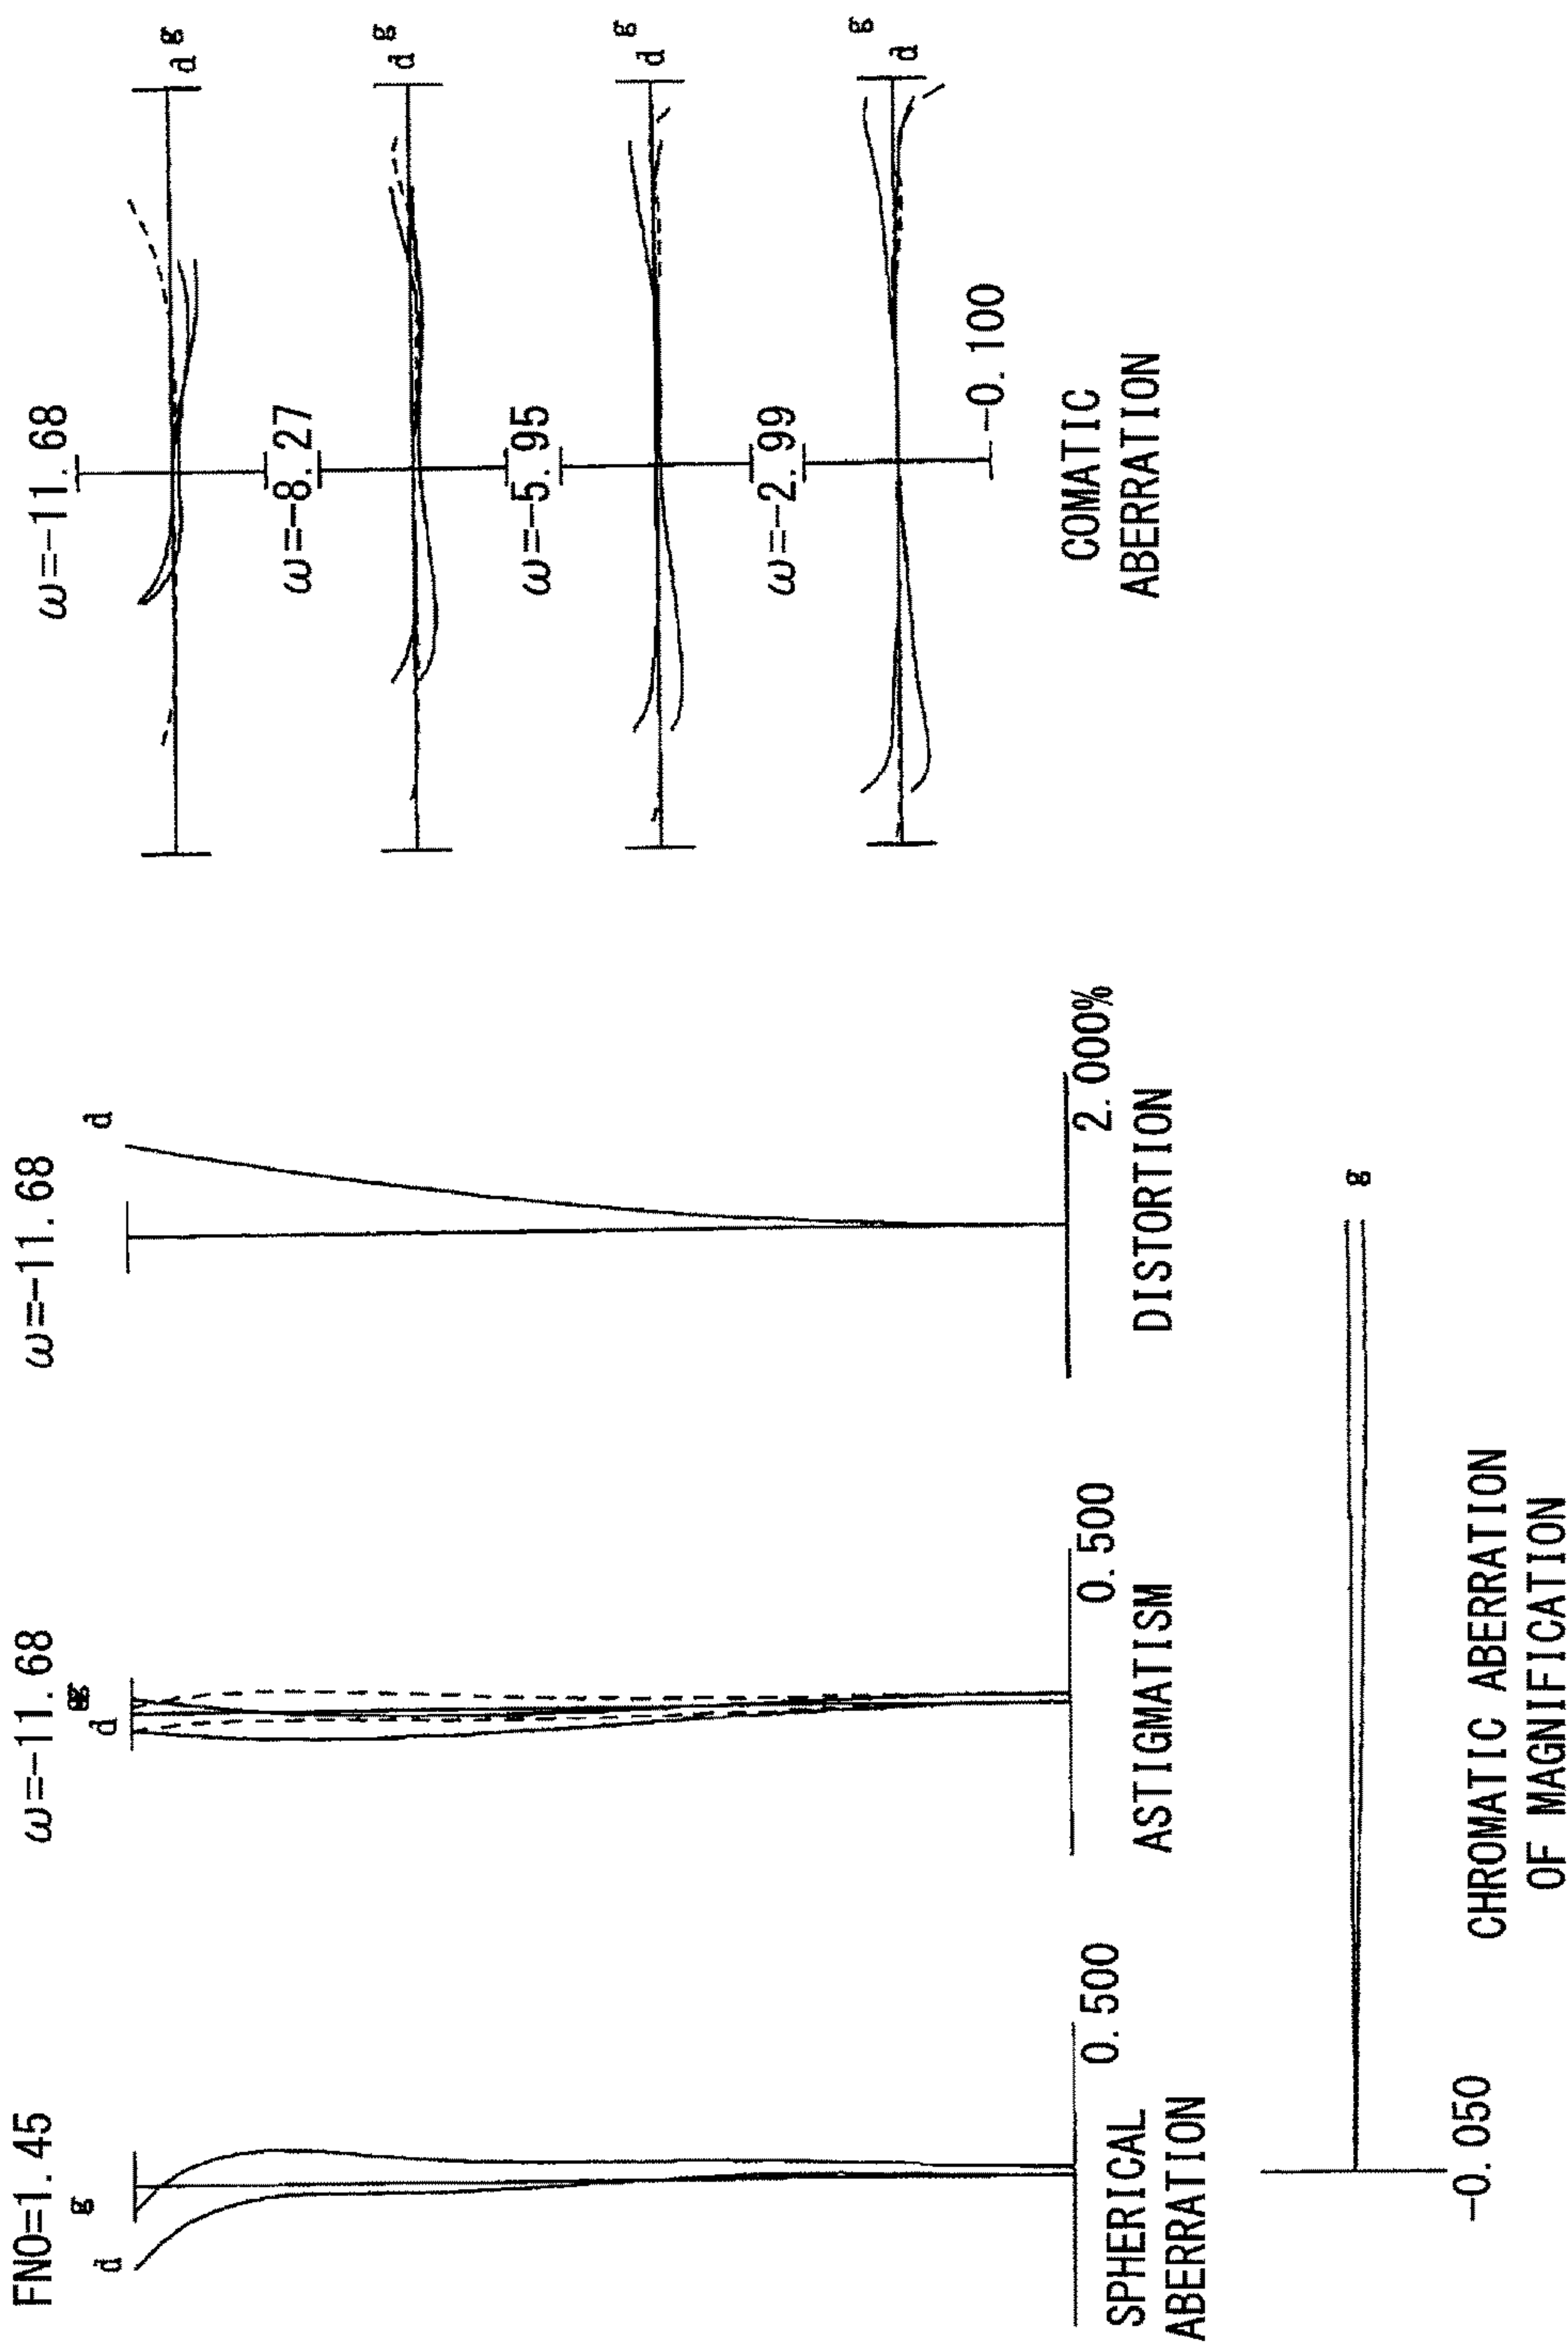 FNO=1.45
g
d
0.500
SPHERICAL
ABERRATION
ω=-11.68
g
d
0.500
ASTIGMATISM
ω=-11.68
d
2.000%
DISTORTION
ω=-11.68
g
d
ω=-8.27
g
d
ω=-5.95
g
d
ω=-2.99
g
d
-0.100
COMATIC
ABERRATION
g
-0.050
CHROMATIC ABERRATION
OF MAGNIFICATION